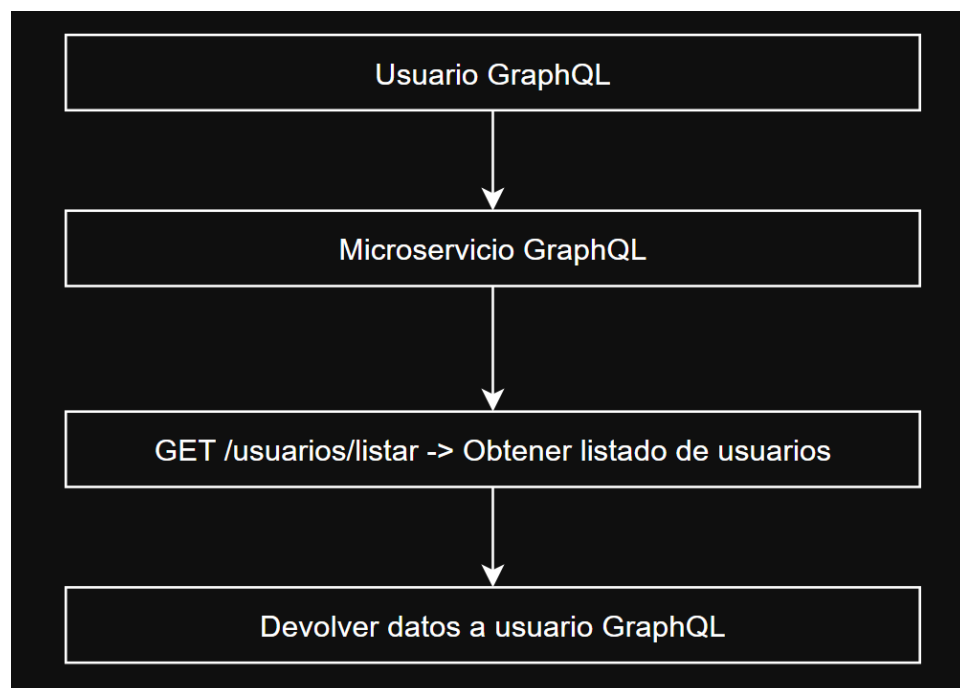 Usuario GraphQL
Microservicio GraphQL
GET /usuarios/listar -> Obtener listado de usuarios
Devolver datos a usuario GraphQL